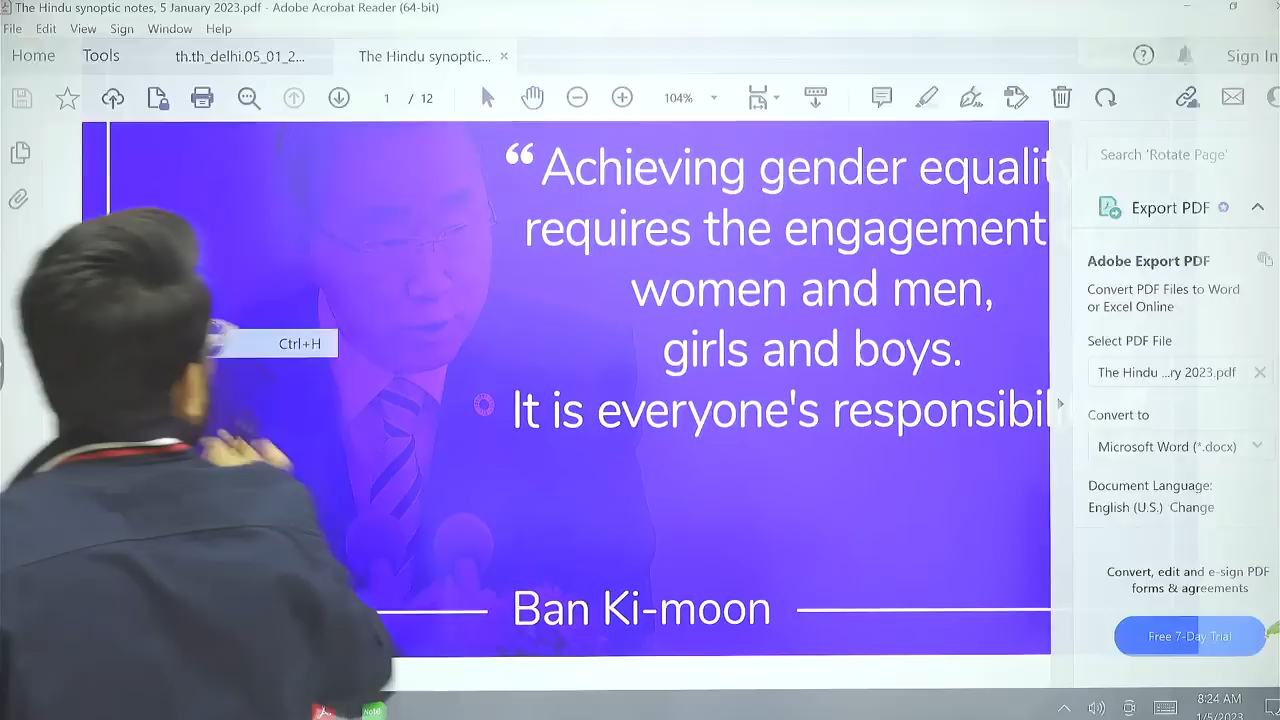 The Hindu synoptic notes, 5 January 2023.pdf - Adobe Acrobat Reader (64-bit)
File Edit View Sign Window Help
Home Tools th.th_delhi.05_01_2... The Hindu synoptic... × Sign In
1 / 12 104%
Search 'Rotate Page'
Export PDF
Adobe Export PDF
Convert PDF Files to Word
or Excel Online
Select PDF File
The Hindu ...ry 2023.pdf
Convert to
Microsoft Word (*.docx)
Document Language:
English (U.S.) Change
Convert, edit and e-sign PDF
forms & agreements
Free 7-Day Trial
“Achieving gender equalit
requires the engagement
women and men,
girls and boys.
It is everyone's responsibil
Ban Ki-moon
Ctrl+H
8:24 AM
1/5/2023